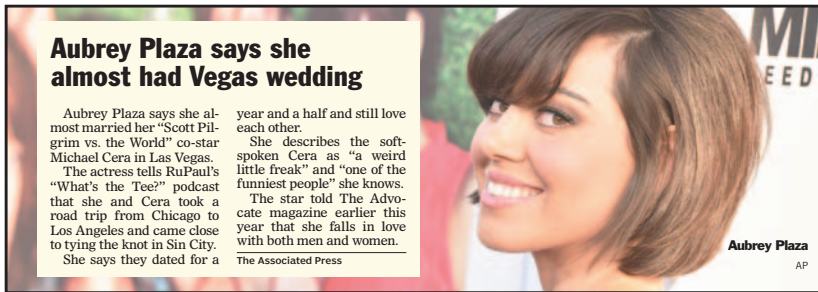 Aubrey Plaza says she
almost had Vegas wedding
Aubrey Plaza says she al-
most married her “Scott Pil-
grim vs. the World” co-star
Michael Cera in Las Vegas.
The actress tells RuPaul’s
“What’s the Tee?” podcast
that she and Cera took a
road trip from Chicago to
Los Angeles and came close
to tying the knot in Sin City.
She says they dated for a
year and a half and still love
each other.
She describes the soft-
spoken Cera as “a weird
little freak” and “one of the
funniest people” she knows.
The star told The Advo-
cate magazine earlier this
year that she falls in love
with both men and women.
The Associated Press
MI
EED
Aubrey Plaza
AP